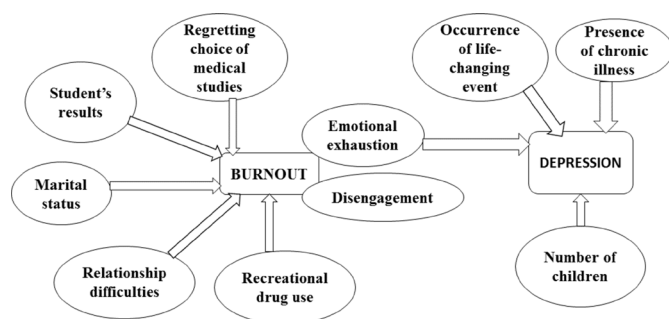 Regretting
choice of
medical
studies
Occurrence
of life-
changing
event
Presence
of chronic
illness
Student’s
results
Emotional
exhaustion
BURNOUT
DEPRESSION
Marital
status
Disengagement
Relationship
difficulties
Recreational
drug use
Number of
children